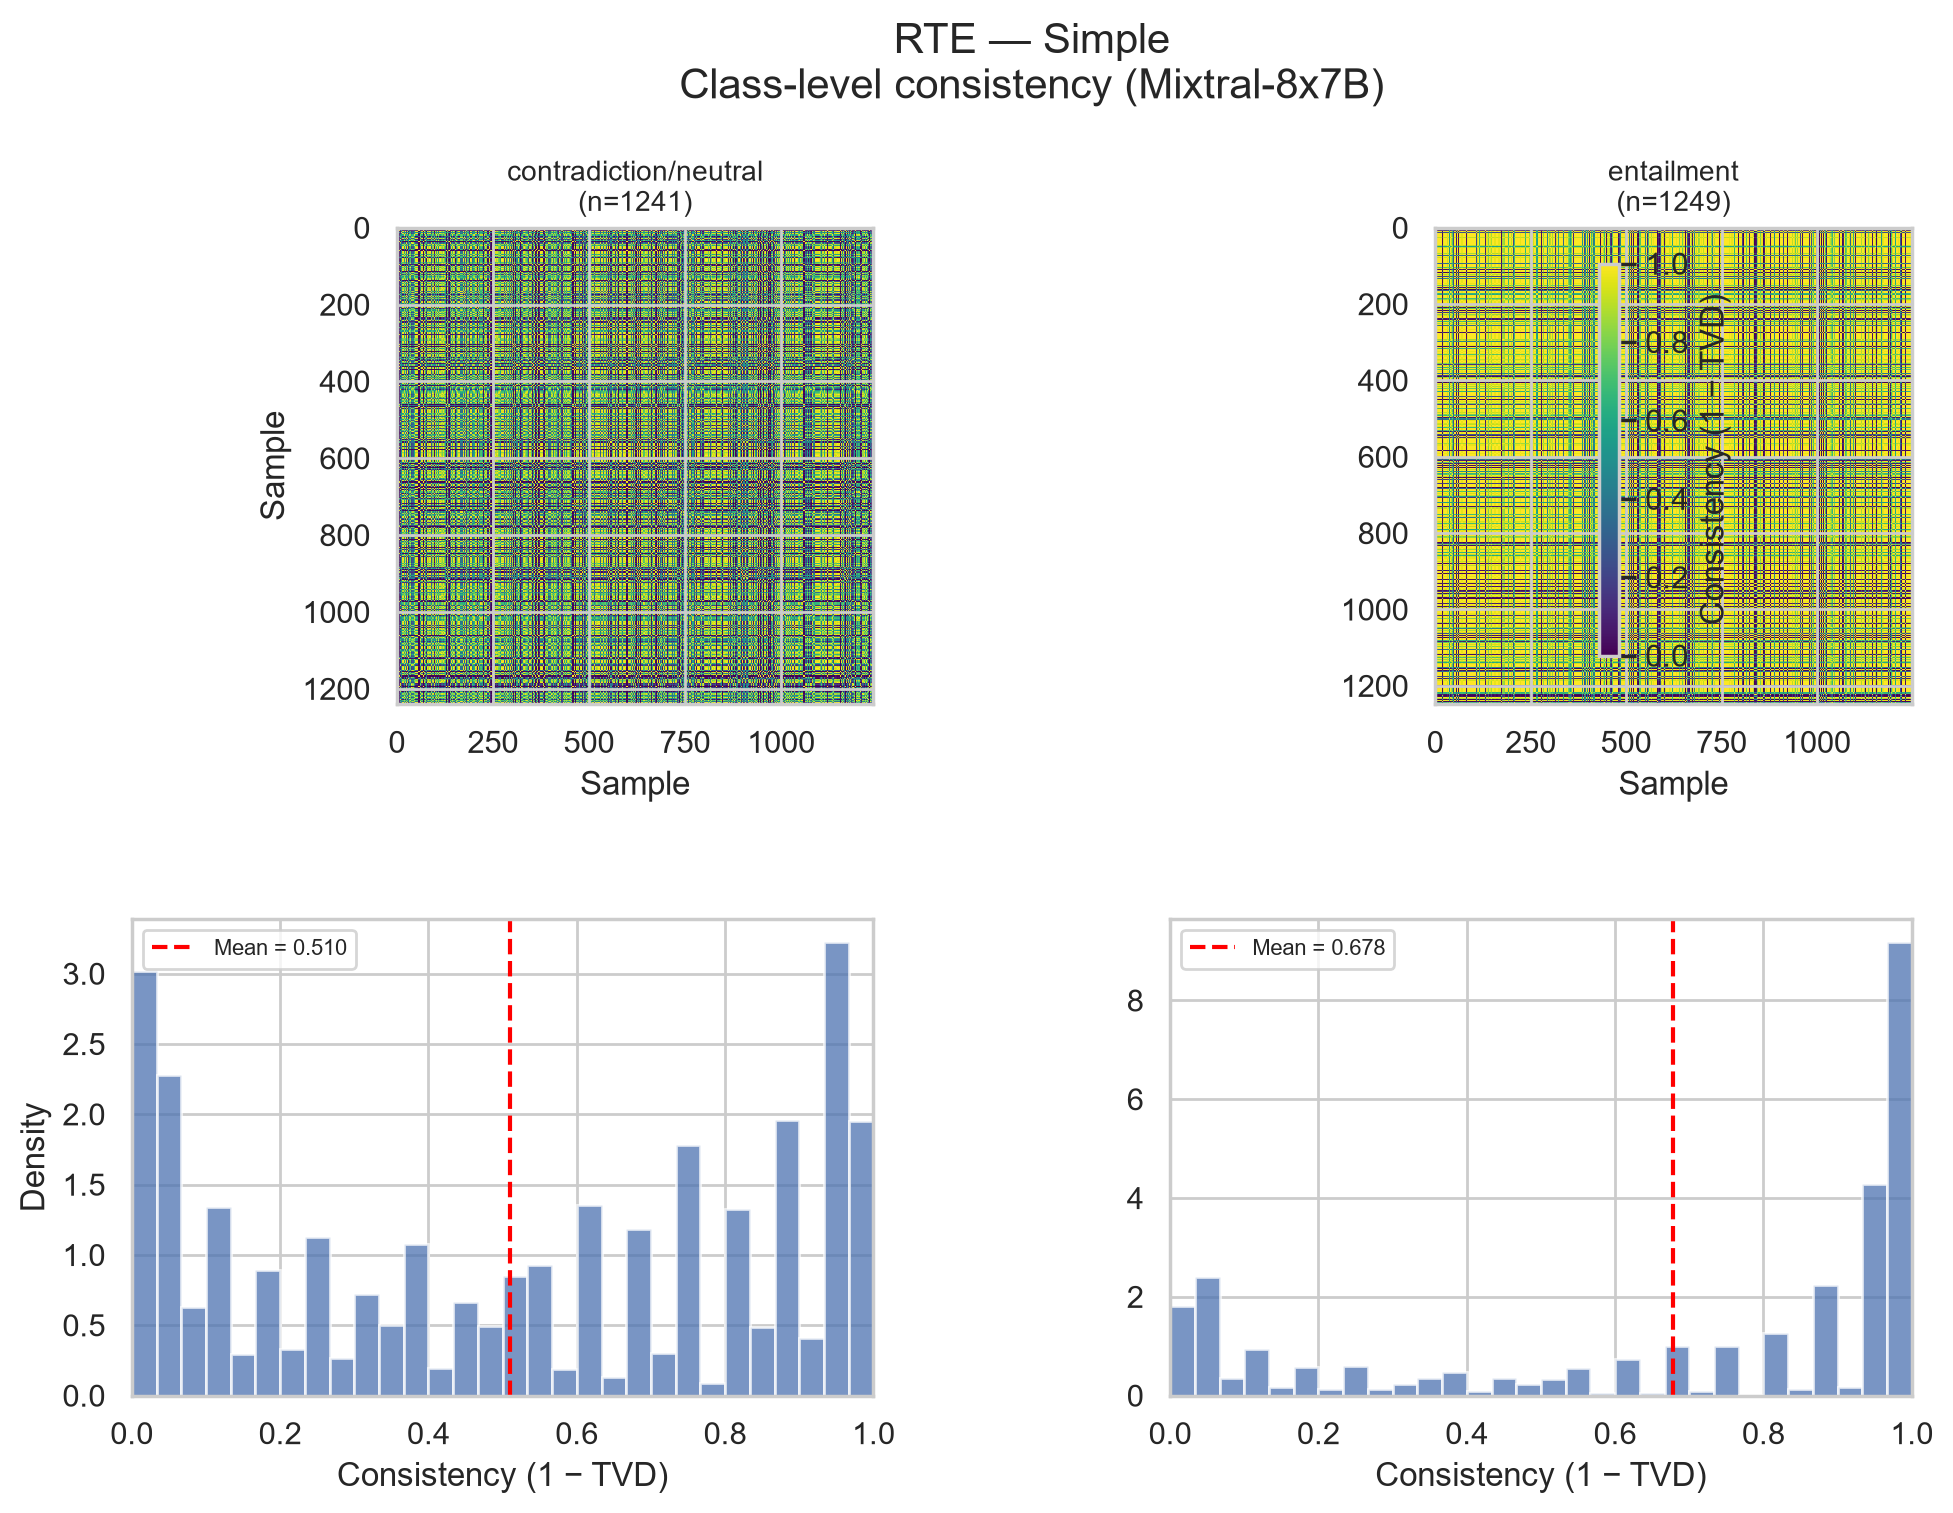 RTE — Simple
Class-level consistency (Mixtral-8x7B)
contradiction/neutral
(n=1241)
0
200
400
600
800
1000
1200
Sample
0 250 500 750 1000
Sample
entailment
(n=1249)
0
200
400
600
800
1000
1200
0 250 500 750 1000
Sample
1.0
0.8
0.6
0.4
0.2
0.0
Consistency (1 − TVD)
Mean = 0.510
3.0
2.5
2.0
1.5
1.0
0.5
0.0
Density
0.0 0.2 0.4 0.6 0.8 1.0
Consistency (1 − TVD)
Mean = 0.678
8
6
4
2
0
0.0 0.2 0.4 0.6 0.8 1.0
Consistency (1 − TVD)